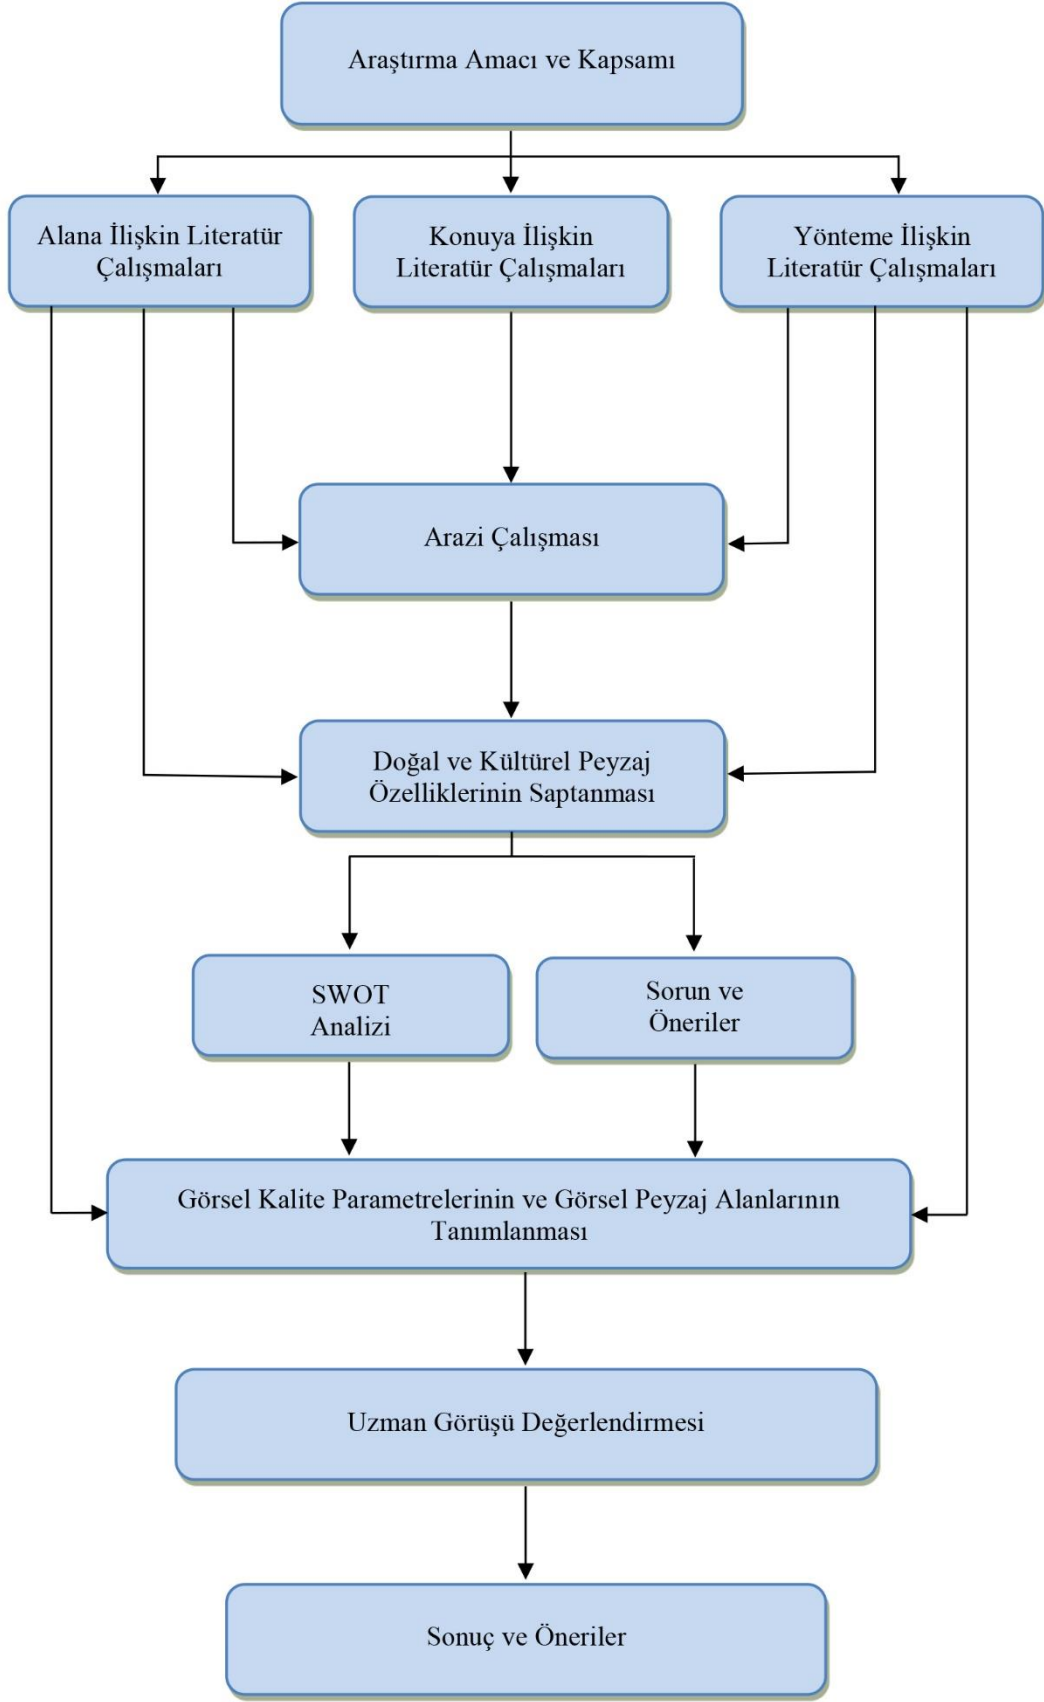 Araştırma Amacı ve Kapsamı
Alana İlişkin Literatür
Çalışmaları
Konuya İlişkin
Literatür Çalışmaları
Yönteme İlişkin
Literatür Çalışmaları
Arazi Çalışması
Doğal ve Kültürel Peyzaj
Özelliklerinin Saptanması
SWOT
Analizi
Sorun ve
Öneriler
Görsel Kalite Parametrelerinin ve Görsel Peyzaj Alanlarının
Tanımlanması
Uzman Görüşü Değerlendirmesi
Sonuç ve Öneriler